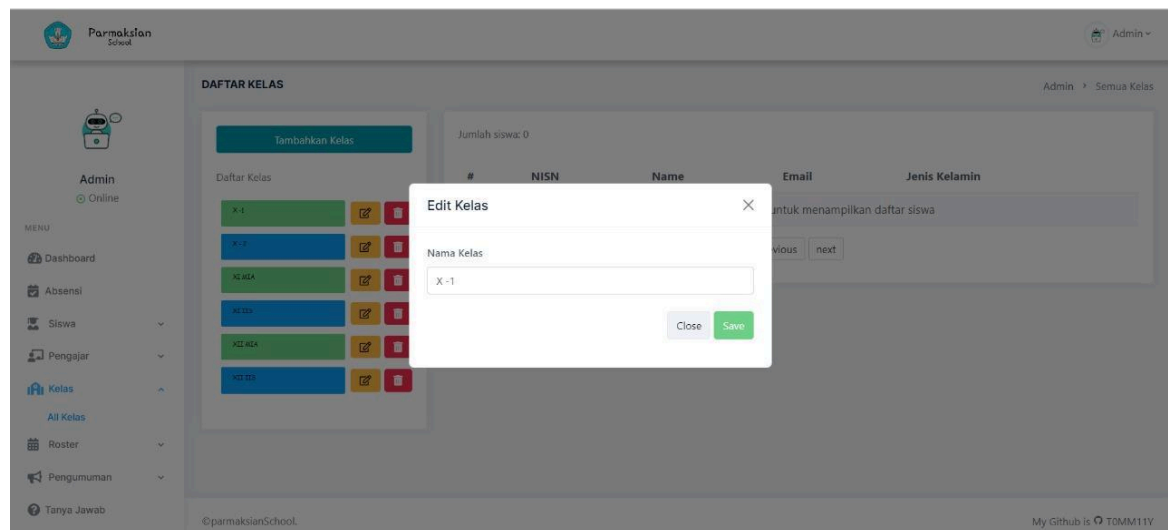 Parmaksian
School
Admin
DAFTAR KELAS
Admin > Semua Kelas
Admin
Online
MENU
Dashboard
Absensi
Siswa
Pengajar
Kelas
All Kelas
Roster
Pengumuman
Tanya Jawab
Tambahkan Kelas
Daftar Kelas
X -1
X - 2
XI MIA
XI IIS
XII MIA
XII IIS
Jumlah siswa: 0
# NISN Name Email Jenis Kelamin
untuk menampilkan daftar siswa
vious next
Edit Kelas
Nama Kelas
X -1
Close Save
©parmaksianSchool.
My Github is T0MM11Y